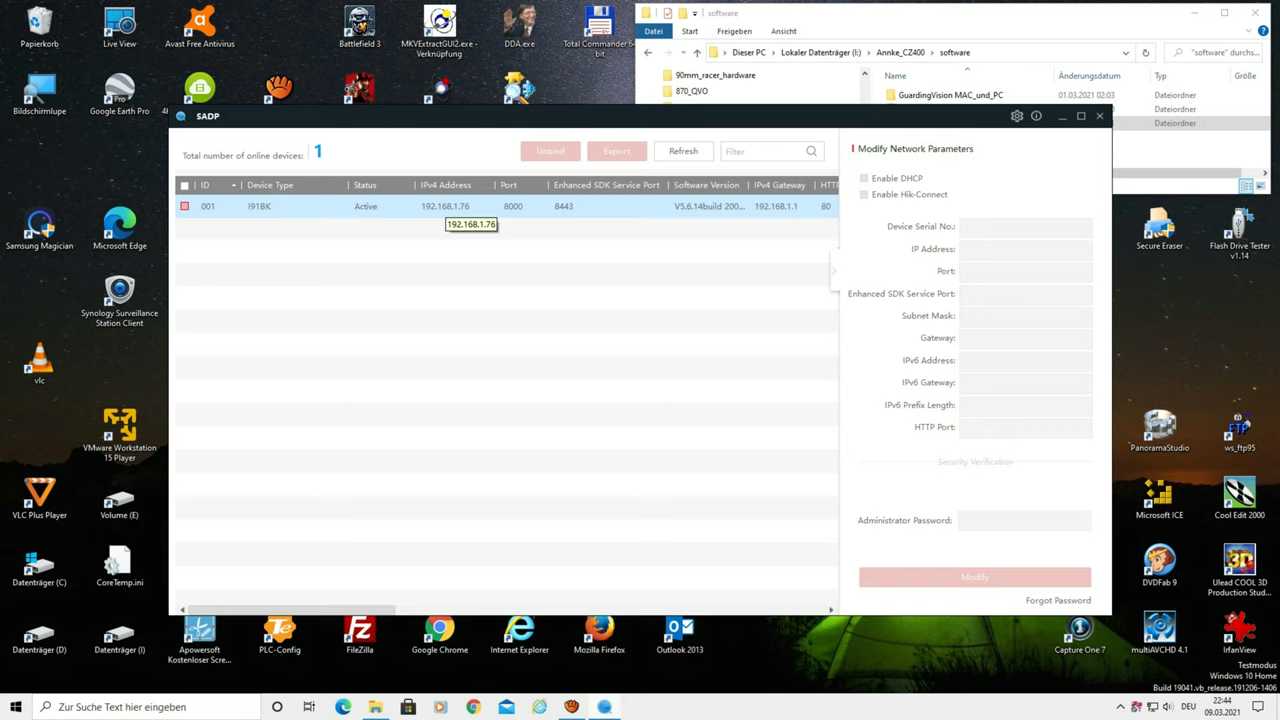 Papierkorb
Live View
Avast Free Antivirus
Battlefield 3
MKVExtractGUI2.exe - Verknüpfung
DDA.exe
Total Commander 64 bit
software
Datei
Start
Freigeben
Ansicht
Dieser PC
Lokaler Datenträger (I:)
Annke_CZ400
software
"software" durchs...
90mm_racer_hardware
870_QVO
Name
Änderungsdatum
Typ
Größe
GuardingVision MAC_und_PC
01.03.2021 02:03
Dateiordner
Dateiordner
Dateiordner
Bildschirmlupe
Google Earth Pro
SADP
Total number of online devices: 1
Unbind
Export
Refresh
Filter
ID
Device Type
Status
IPv4 Address
Port
Enhanced SDK Service Port
Software Version
IPv4 Gateway
HTTP
001
I91BK
Active
192.168.1.76
8000
8443
V5.6.14build 200...
192.168.1.1
80
192.168.1.76
Modify Network Parameters
Enable DHCP
Enable Hik-Connect
Device Serial No.:
IP Address:
Port:
Enhanced SDK Service Port:
Subnet Mask:
Gateway:
IPv6 Address:
IPv6 Gateway:
IPv6 Prefix Length:
HTTP Port:
Security Verification
Administrator Password:
Modify
Forgot Password
Samsung Magician
Microsoft Edge
Synology Surveillance Station Client
vlc
VMware Workstation 15 Player
VLC Plus Player
Volume (E)
Datenträger (C)
CoreTemp.ini
Datenträger (D)
Datenträger (I)
Apowersoft Kostenloser Scre...
PLC-Config
FileZilla
Google Chrome
Internet Explorer
Mozilla Firefox
Outlook 2013
Secure Eraser
Flash Drive Tester v1.14
PanoramaStudio
ws_ftp95
Microsoft ICE
Cool Edit 2000
DVDFab 9
Ulead COOL 3D Production Stud...
Capture One 7
multiAVCHD 4.1
IrfanView
Testmodus
Windows 10 Home
Build 19041.vb_release.191206-1406
Zur Suche Text hier eingeben
DEU
22:44
09.03.2021